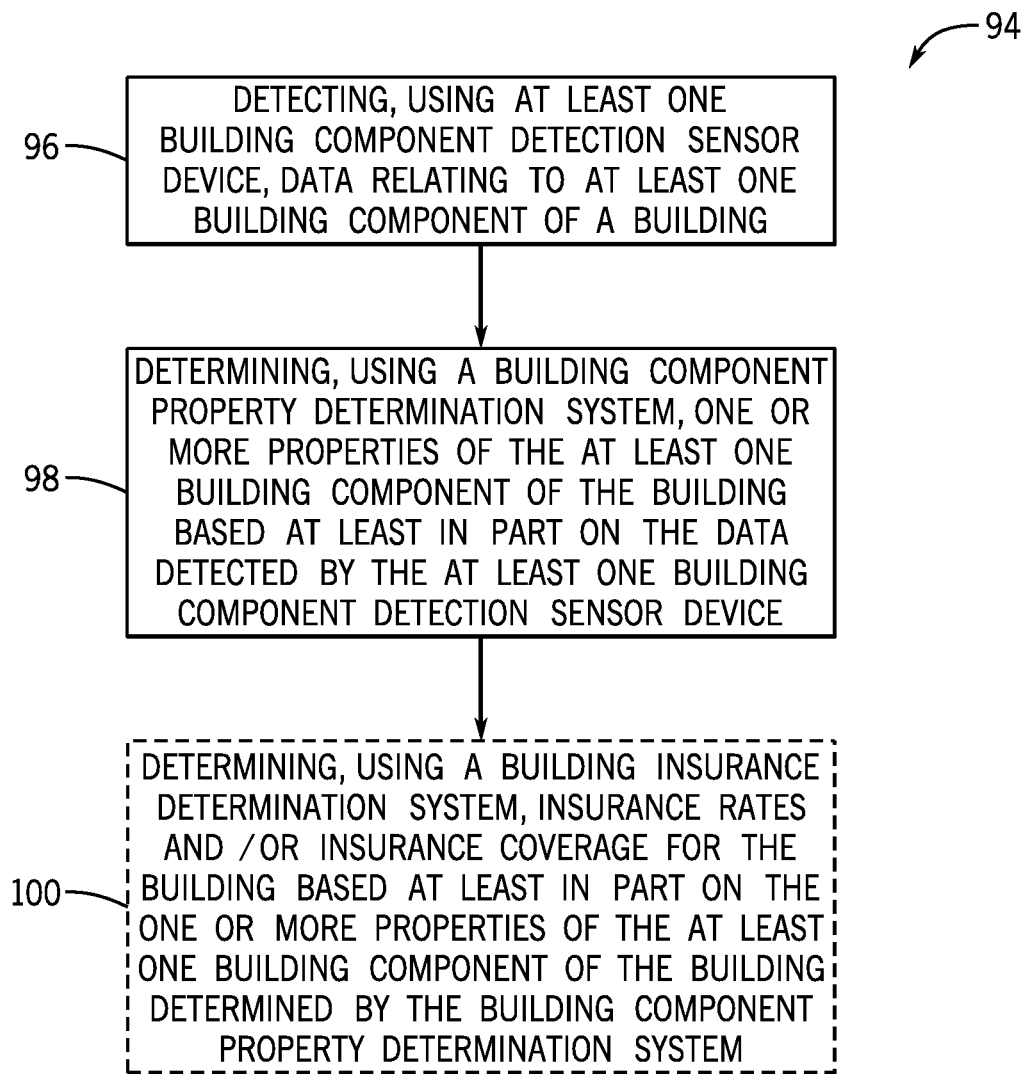 94
96
DETECTING, USING AT LEAST ONE
BUILDING COMPONENT DETECTION SENSOR
DEVICE, DATA RELATING TO AT LEAST ONE
BUILDING COMPONENT OF A BUILDING
98
DETERMINING, USING A BUILDING COMPONENT
PROPERTY DETERMINATION SYSTEM, ONE OR
MORE PROPERTIES OF THE AT LEAST ONE
BUILDING COMPONENT OF THE BUILDING
BASED AT LEAST IN PART ON THE DATA
DETECTED BY THE AT LEAST ONE BUILDING
COMPONENT DETECTION SENSOR DEVICE
100
DETERMINING, USING A BUILDING INSURANCE
DETERMINATION SYSTEM, INSURANCE RATES
AND /OR INSURANCE COVERAGE FOR THE
BUILDING BASED AT LEAST IN PART ON THE
ONE OR MORE PROPERTIES OF THE AT LEAST
ONE BUILDING COMPONENT OF THE BUILDING
DETERMINED BY THE BUILDING COMPONENT
PROPERTY DETERMINATION SYSTEM